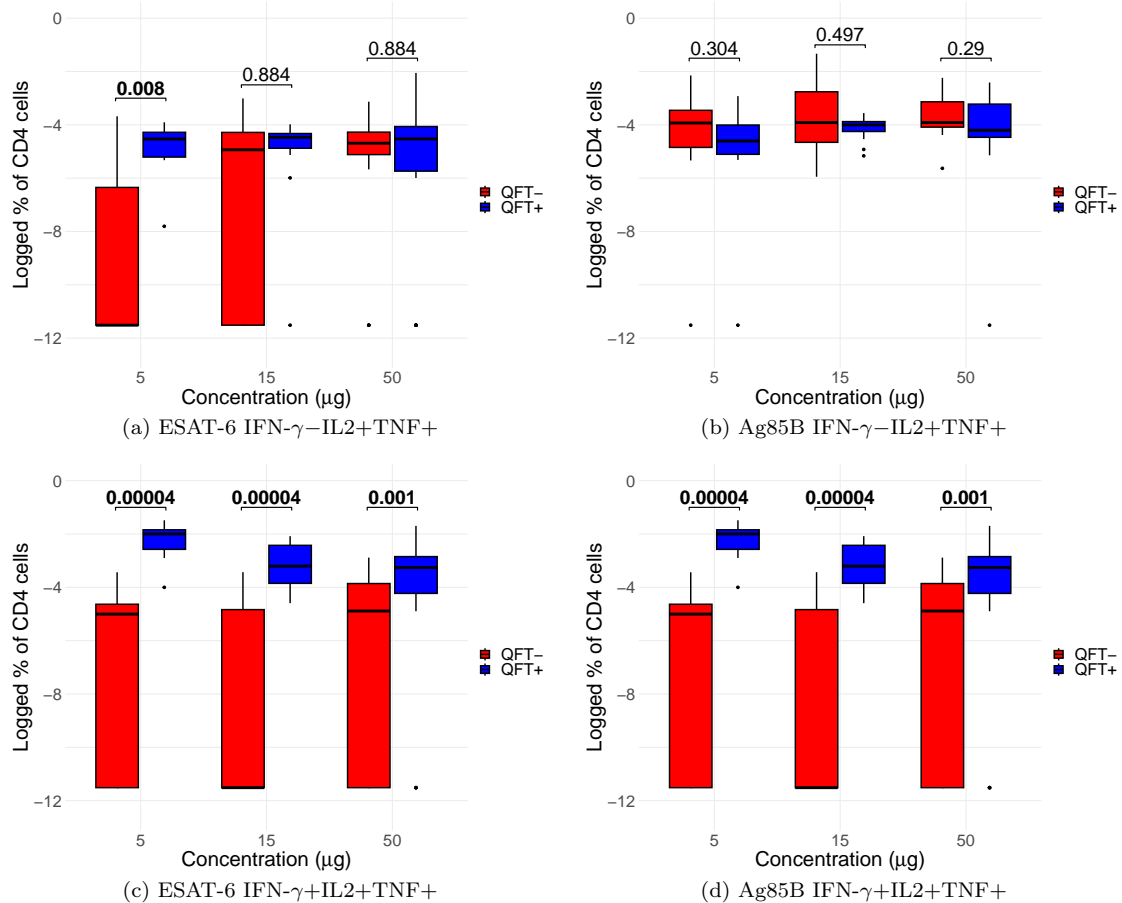 0
−4
−8
−12
Logged % of CD4 cells
0.008
0.884
0.884
5
15
50
Concentration (μg)
QFT−
QFT+
(a) ESAT-6 IFN-γ−IL2+TNF+
0
−4
−8
−12
Logged % of CD4 cells
0.304
0.497
0.29
5
15
50
Concentration (μg)
QFT−
QFT+
(b) Ag85B IFN-γ−IL2+TNF+
0
−4
−8
−12
Logged % of CD4 cells
0.00004
0.00004
0.001
5
15
50
Concentration (μg)
QFT−
QFT+
(c) ESAT-6 IFN-γ+IL2+TNF+
0
−4
−8
−12
Logged % of CD4 cells
0.00004
0.00004
0.001
5
15
50
Concentration (μg)
QFT−
QFT+
(d) Ag85B IFN-γ+IL2+TNF+